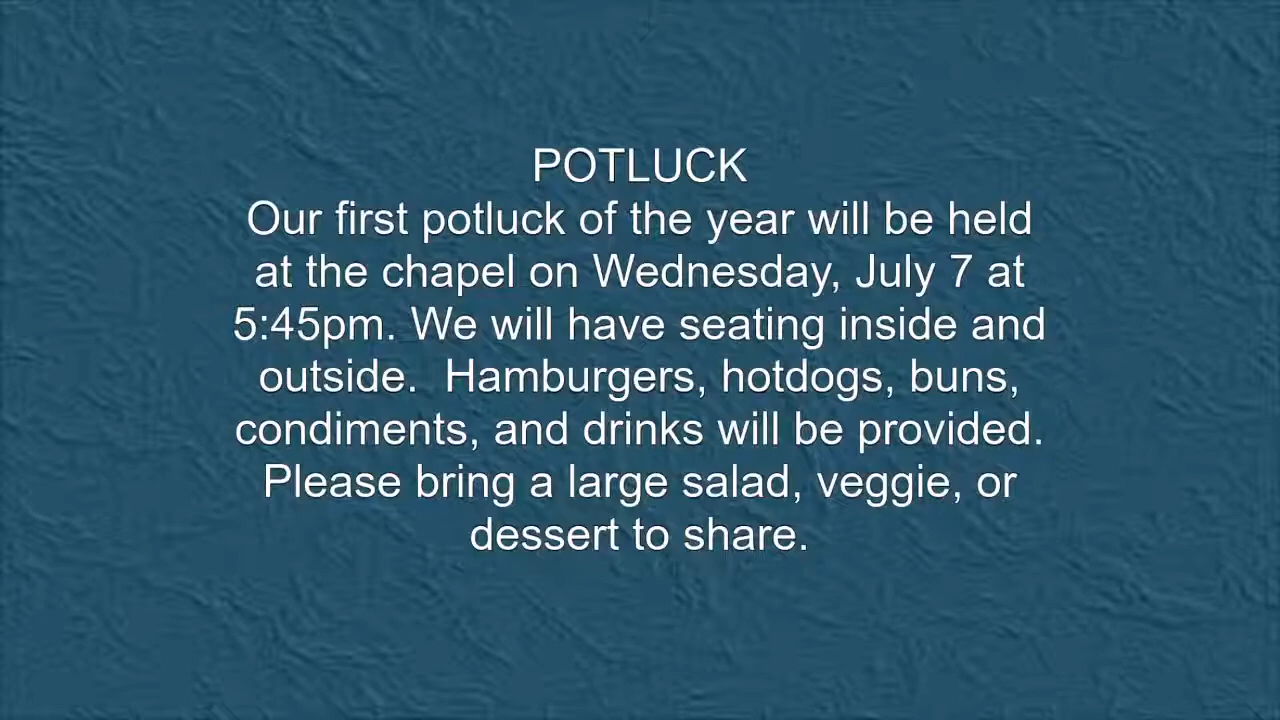 POTLUCK
Our first potluck of the year will be held
at the chapel on Wednesday, July 7 at
5:45pm. We will have seating inside and
outside.  Hamburgers, hotdogs, buns,
condiments, and drinks will be provided.
Please bring a large salad, veggie, or
dessert to share.